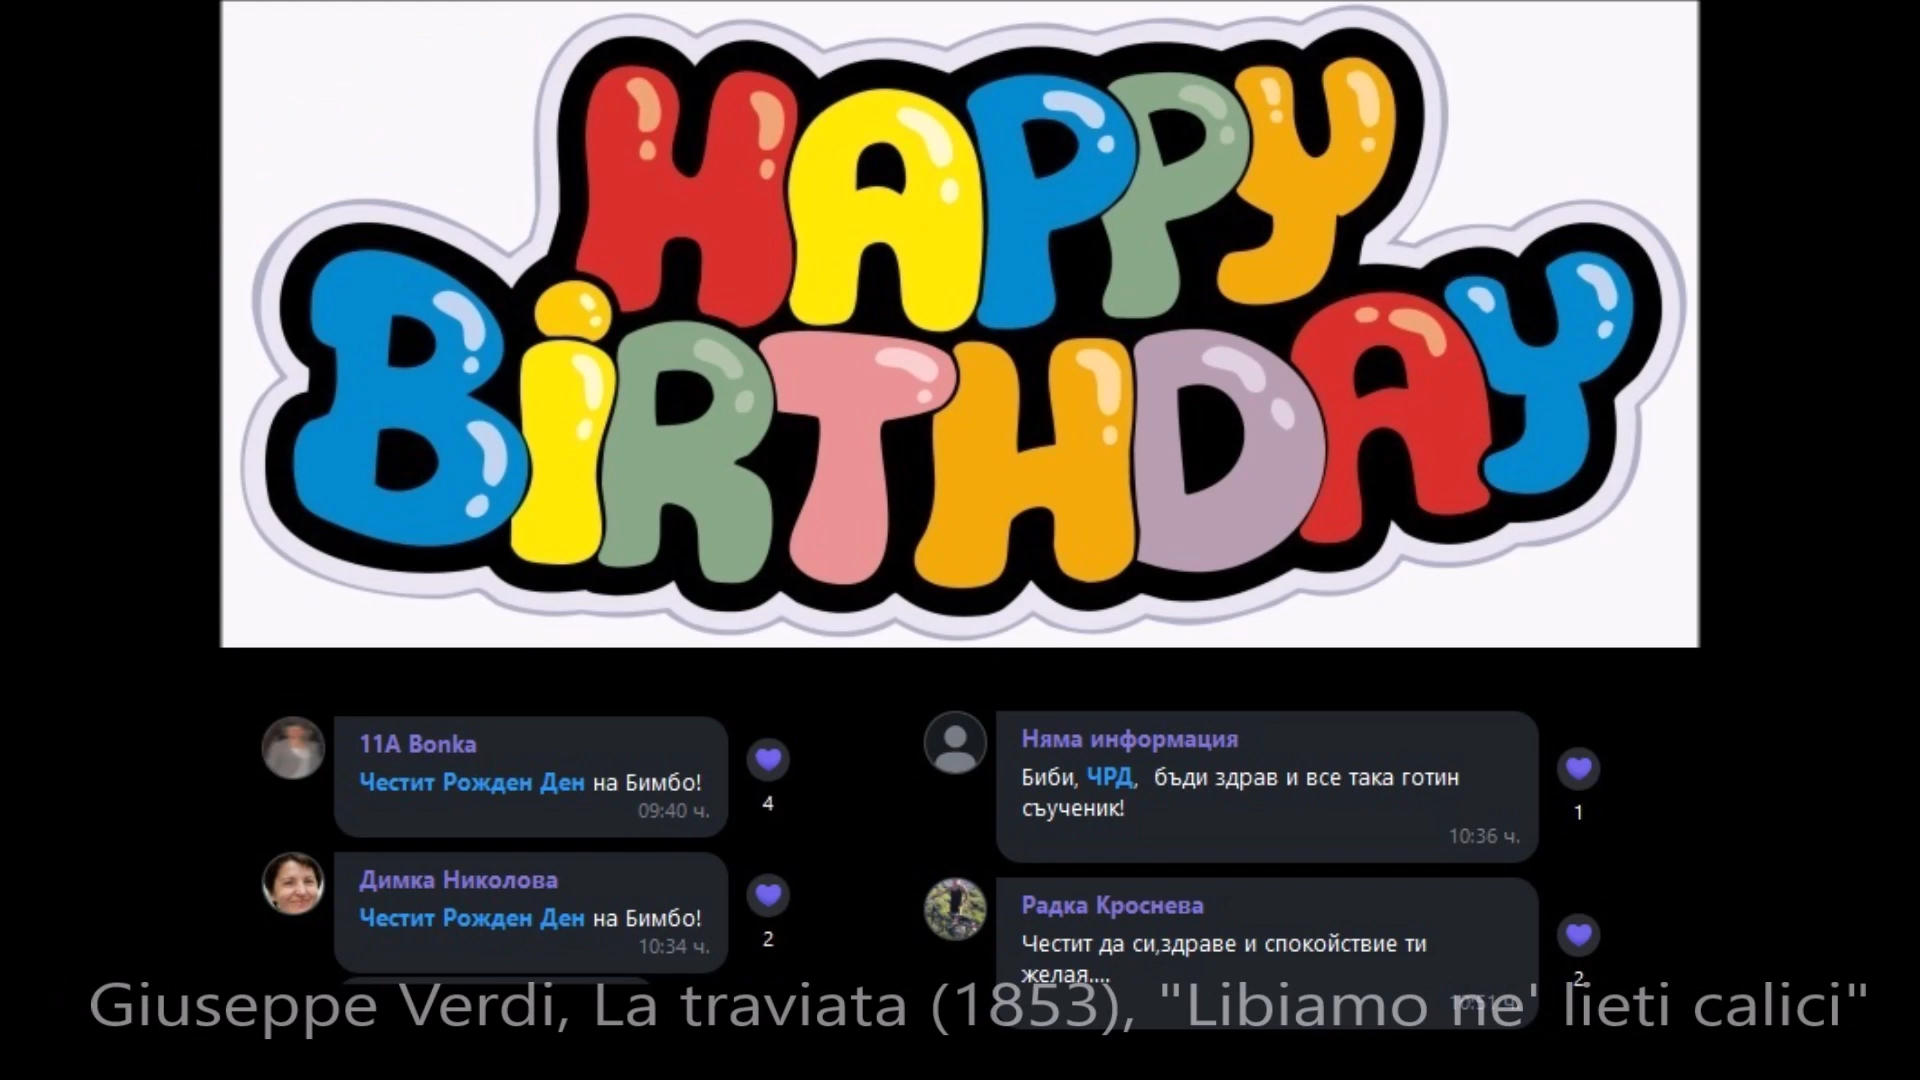 HAPPY
BiRTHDAY
11A Bonka
Честит Рожден Ден на Бимбо!
09:40 ч.
4
Димка Николова
Честит Рожден Ден на Бимбо!
10:34 ч.
2
Няма информация
Биби, ЧРД, бъди здрав и все така готин
съученик!
10:36 ч.
1
Радка Кроснева
Честит да си,здраве и спокойствие ти
желая....
10:51 ч.
2
Giuseppe Verdi, La traviata (1853), "Libiamo ne' lieti calici"